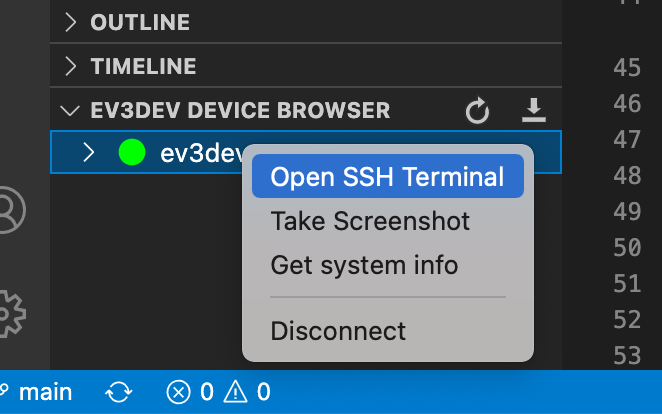 OUTLINE
TIMELINE
EV3DEV DEVICE BROWSER
ev3dev
Open SSH Terminal
Take Screenshot
Get system info
Disconnect
45
46
47
48
49
50
51
52
53
main 0 0